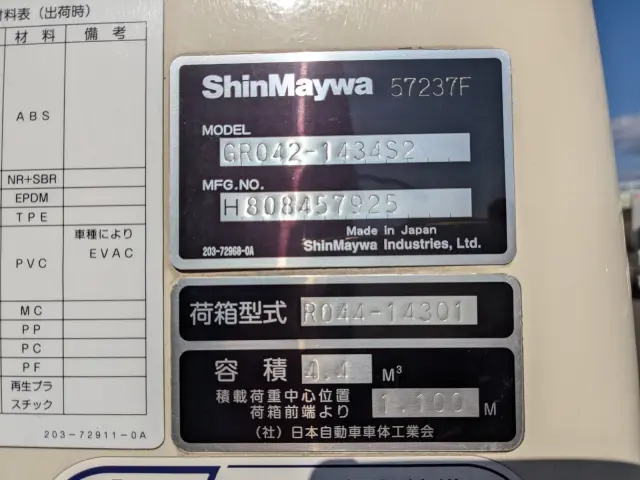 材料表（出荷時）
材料 備考
ABS
NR+SBR
EPDM
TPE
PVC 車種により EVAC
MC
PP
PC
PF
再生プラスチック
203-72911-0A
ShinMaywa 57237F
MODEL
GR042-1434S2
MFG.NO.
H808457925
Made in Japan
203-72968-0A ShinMaywa Industries, Ltd.
荷箱型式 R044-14301
容積 4.4 M³
積載荷重中心位置
荷箱前端より 1.100 M
（社）日本自動車車体工業会